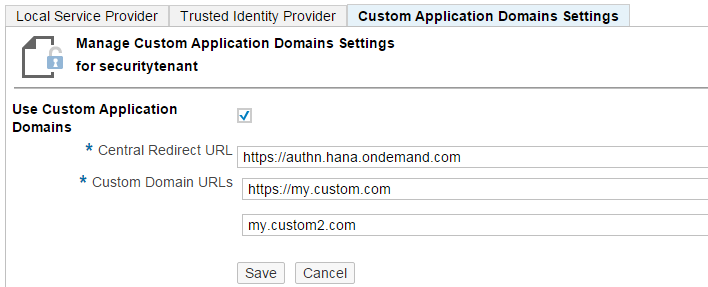 Local Service Provider Trusted Identity Provider Custom Application Domains Settings
Manage Custom Application Domains Settings
for securitytenant
Use Custom Application
Domains
* Central Redirect URL https://authn.hana.ondemand.com
* Custom Domain URLs https://my.custom.com
my.custom2.com
Save Cancel